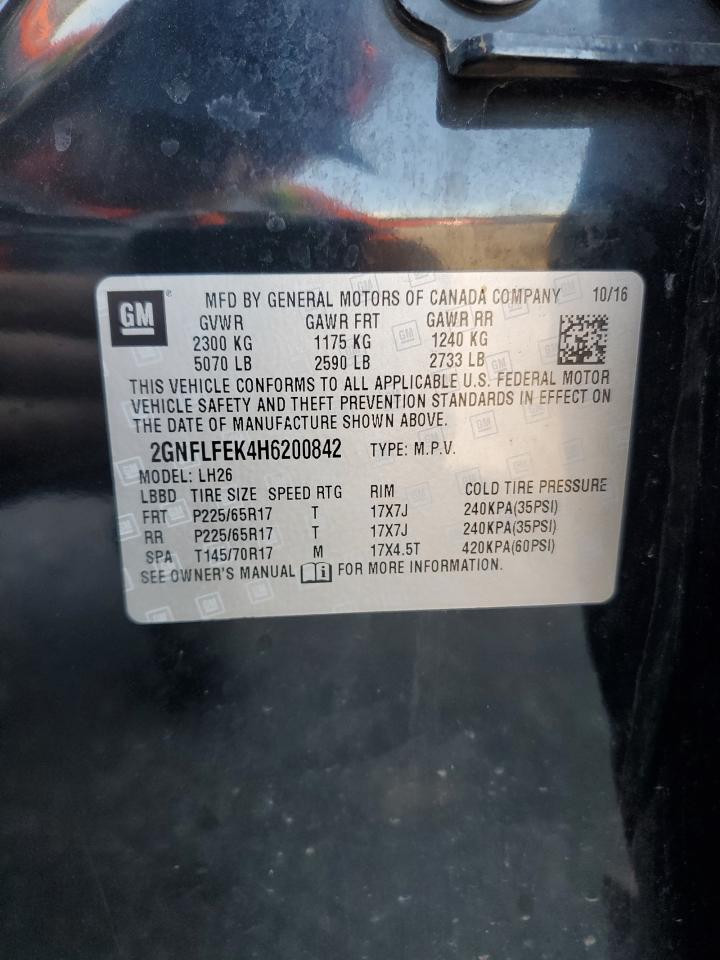 GM ® MFD BY GENERAL MOTORS OF CANADA COMPANY 10/16
GVWR GAWR FRT GAWR RR
2300 KG 1175 KG 1240 KG
5070 LB 2590 LB 2733 LB
THIS VEHICLE CONFORMS TO ALL APPLICABLE U.S. FEDERAL MOTOR
VEHICLE SAFETY AND THEFT PREVENTION STANDARDS IN EFFECT ON
THE DATE OF MANUFACTURE SHOWN ABOVE.
2GNFLFEK4H6200842 TYPE: M.P.V.
MODEL: LH26
LBBD TIRE SIZE SPEED RTG RIM COLD TIRE PRESSURE
FRT P225/65R17 T 17X7J 240KPA(35PSI)
RR P225/65R17 T 17X7J 240KPA(35PSI)
SPA T145/70R17 M 17X4.5T 420KPA(60PSI)
SEE OWNER'S MANUAL i FOR MORE INFORMATION.